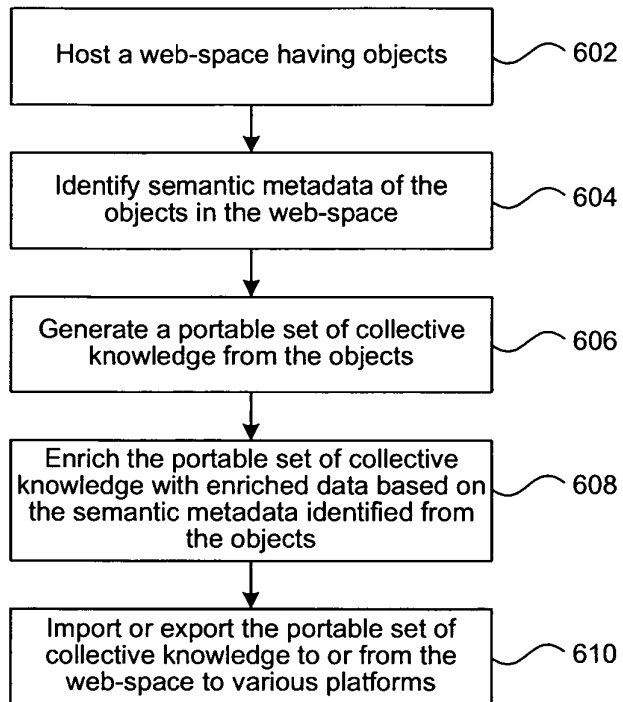 Host a web-space having objects
602
Identify semantic metadada of the
objects in the web-space
604
Generate a portable set of collective
knowledge from the objects
606
Enrich the portable set of collective
knowledge with enriched data based on
the semantic metadata identified from
the objects
608
Import or export the portable set of
collective knowledge to or from the
web-space to various platforms
610